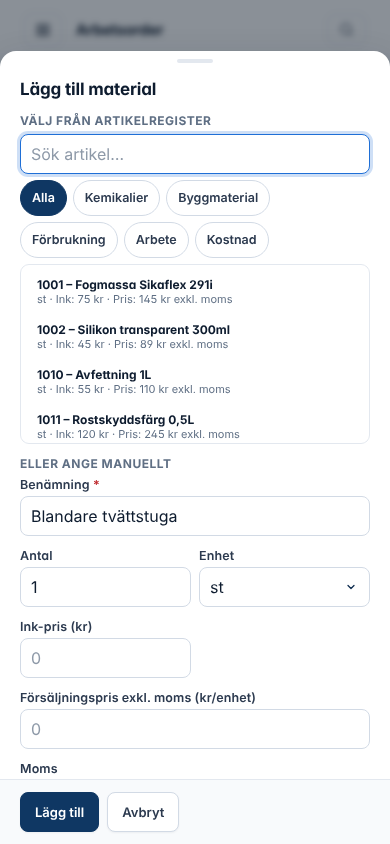 Arbetsorder
Lägg till material
VÄLJ FRÅN ARTIKELREGISTER
Sök artikel...
Alla
Kemikalier
Byggmaterial
Förbrukning
Arbete
Kostnad
1001 – Fogmassa Sikaflex 291i
st · Ink: 75 kr · Pris: 145 kr exkl. moms
1002 – Silikon transparent 300ml
st · Ink: 45 kr · Pris: 89 kr exkl. moms
1010 – Avfettning 1L
st · Ink: 55 kr · Pris: 110 kr exkl. moms
1011 – Rostskyddsfärg 0,5L
st · Ink: 120 kr · Pris: 245 kr exkl. moms
ELLER ANGE MANUELLT
Benämning *
Blandare tvättstuga
Antal
Enhet
1
st
Ink-pris (kr)
0
Försäljningspris exkl. moms (kr/enhet)
0
Moms
Lägg till
Avbryt